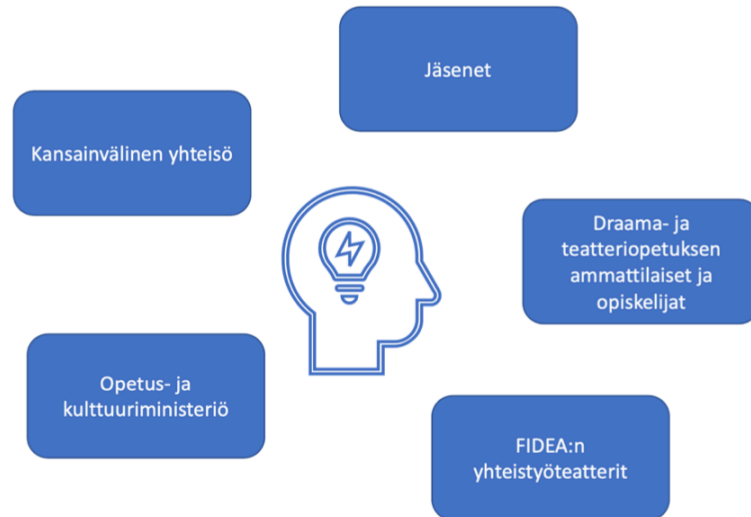 Jäsenet
Kansainvälinen yhteisö
Draama- ja
teatteriopetuksen
ammattilaiset ja
opiskelijat
Opetus- ja
kulttuuriministeriö
FIDEA:n
yhteistyöteatterit